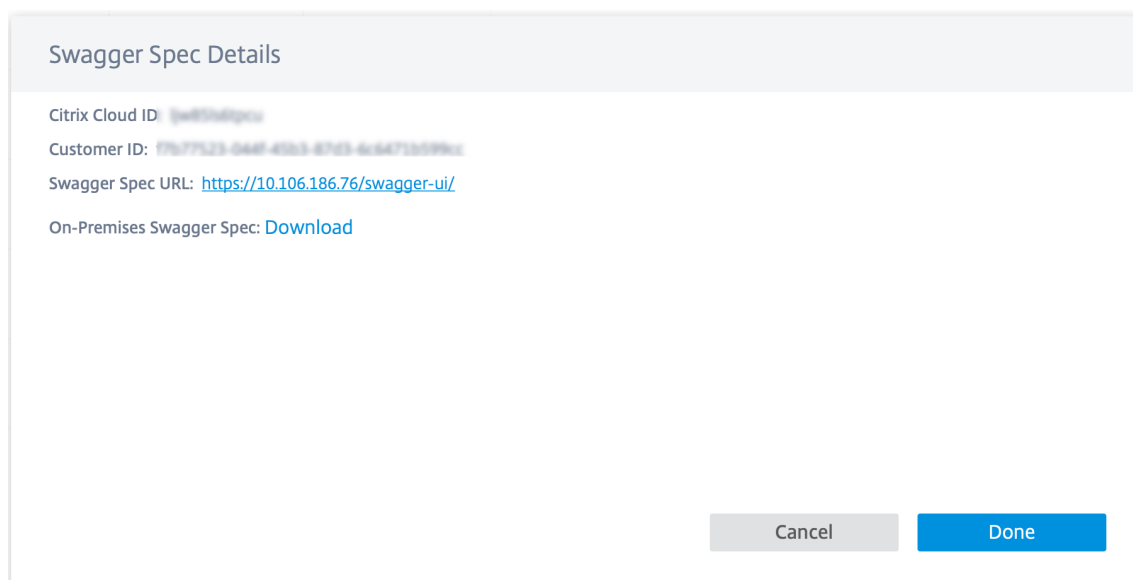 Swagger Spec Details
Citrix Cloud ID:
Customer ID:
Swagger Spec URL: https://10.106.186.76/swagger-ui/
On-Premises Swagger Spec: Download
Cancel Done